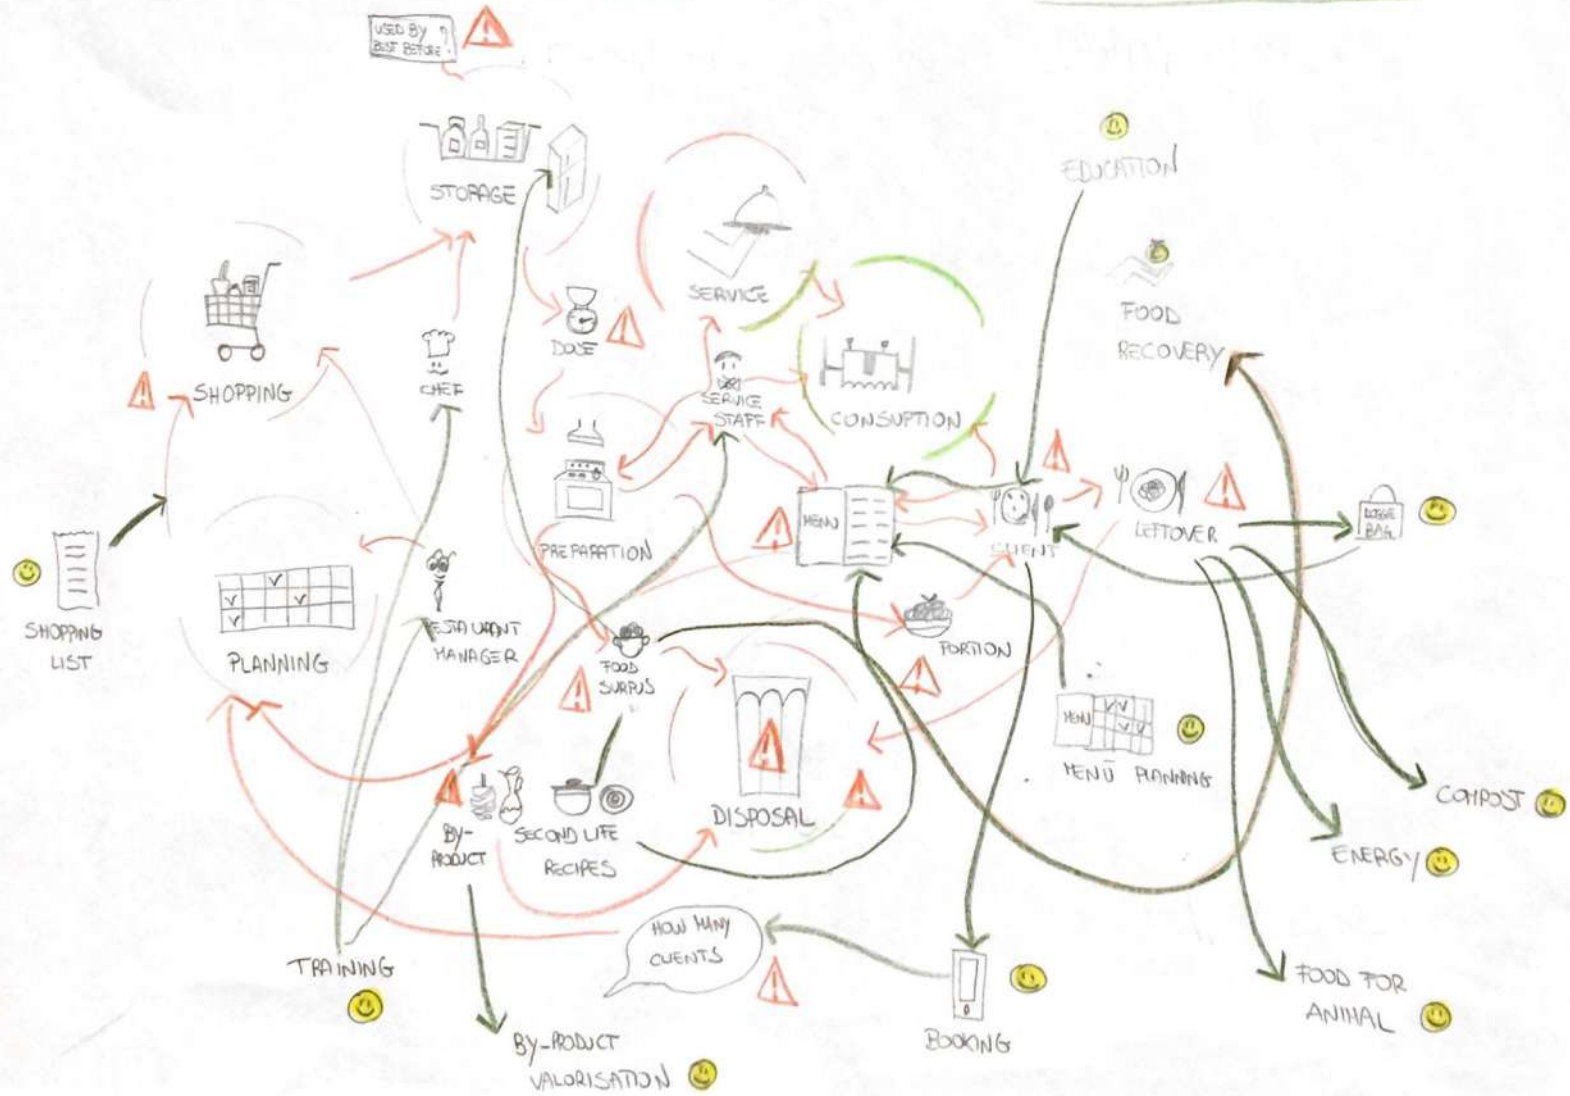 USED BY ?
BEST BEFORE
STORAGE
EDUCATION
SERVICE
FOOD
RECOVERY
DOSE
SHOPPING
CHEF
SERVICE
STAFF
CONSUPTION
MENU
CLIENT
LEFTOVER
DOGGIE
BAG
PREPARATION
SHOPPING
LIST
PLANNING
RESTAURANT
MANAGER
FOOD
SURPUS
PORTION
MENU
MENÙ PLANNING
COMPOST
ENERGY
DISPOSAL
BY-
PRODUCT
SECOND LIFE
RECIPES
HOW MANY
CLIENTS
TRAINING
BOOKING
FOOD FOR
ANIMAL
BY-PRODUCT
VALORISATION